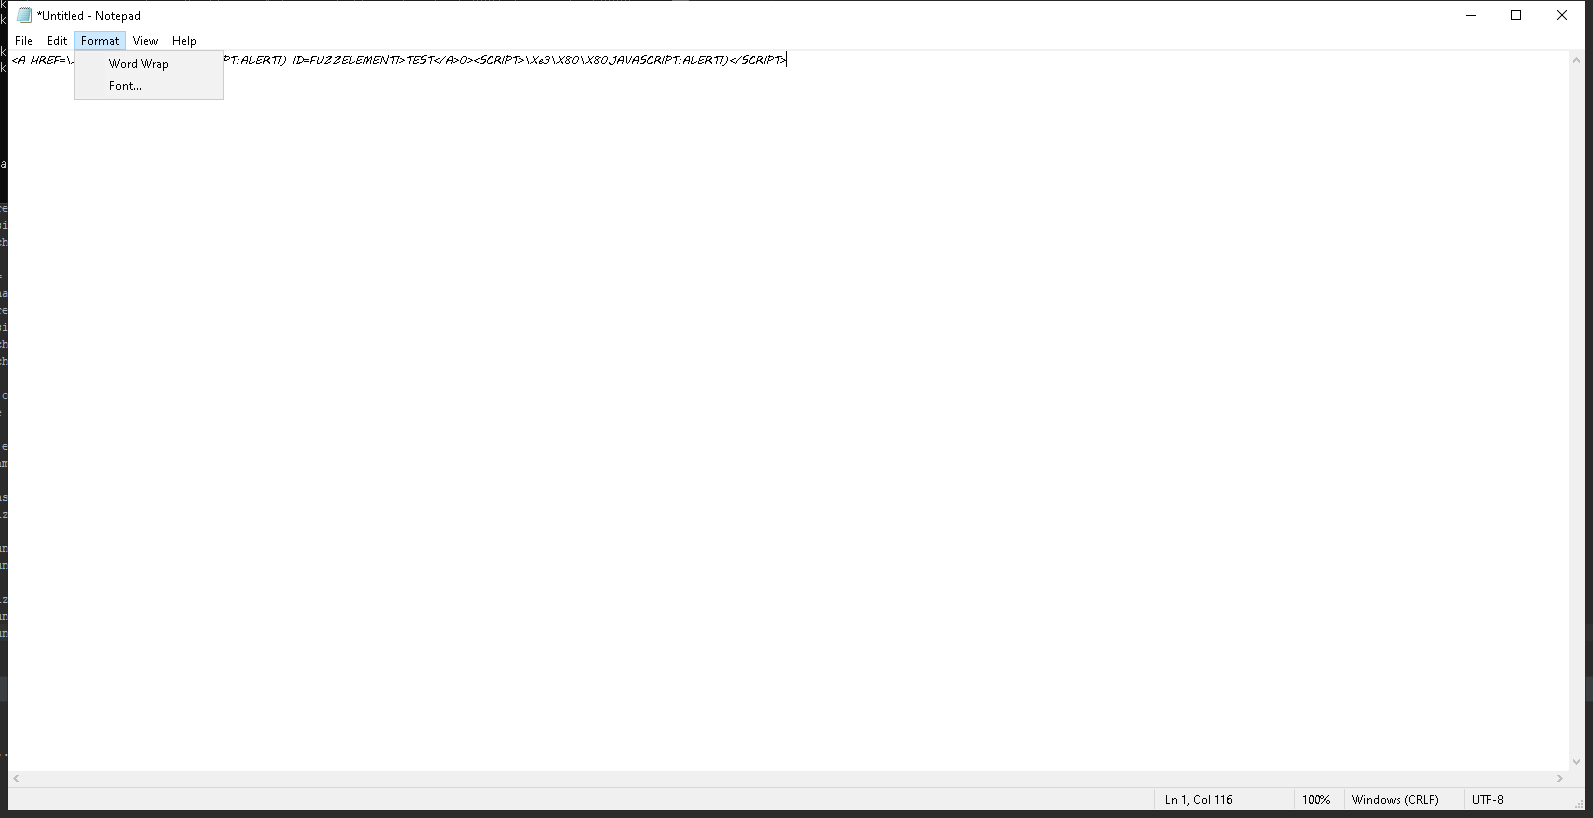 *Untitled - Notepad
File Edit Format View Help
<A HREF=\ PT:ALERT1) ID=FUZZELEMENT1>TEST</A>0><SCRIPT>\Xe3\X80\X80JAVASCRIPT:ALERT1)</SCRIPT>
Word Wrap
Font...
Ln 1, Col 116 100% Windows (CRLF) UTF-8